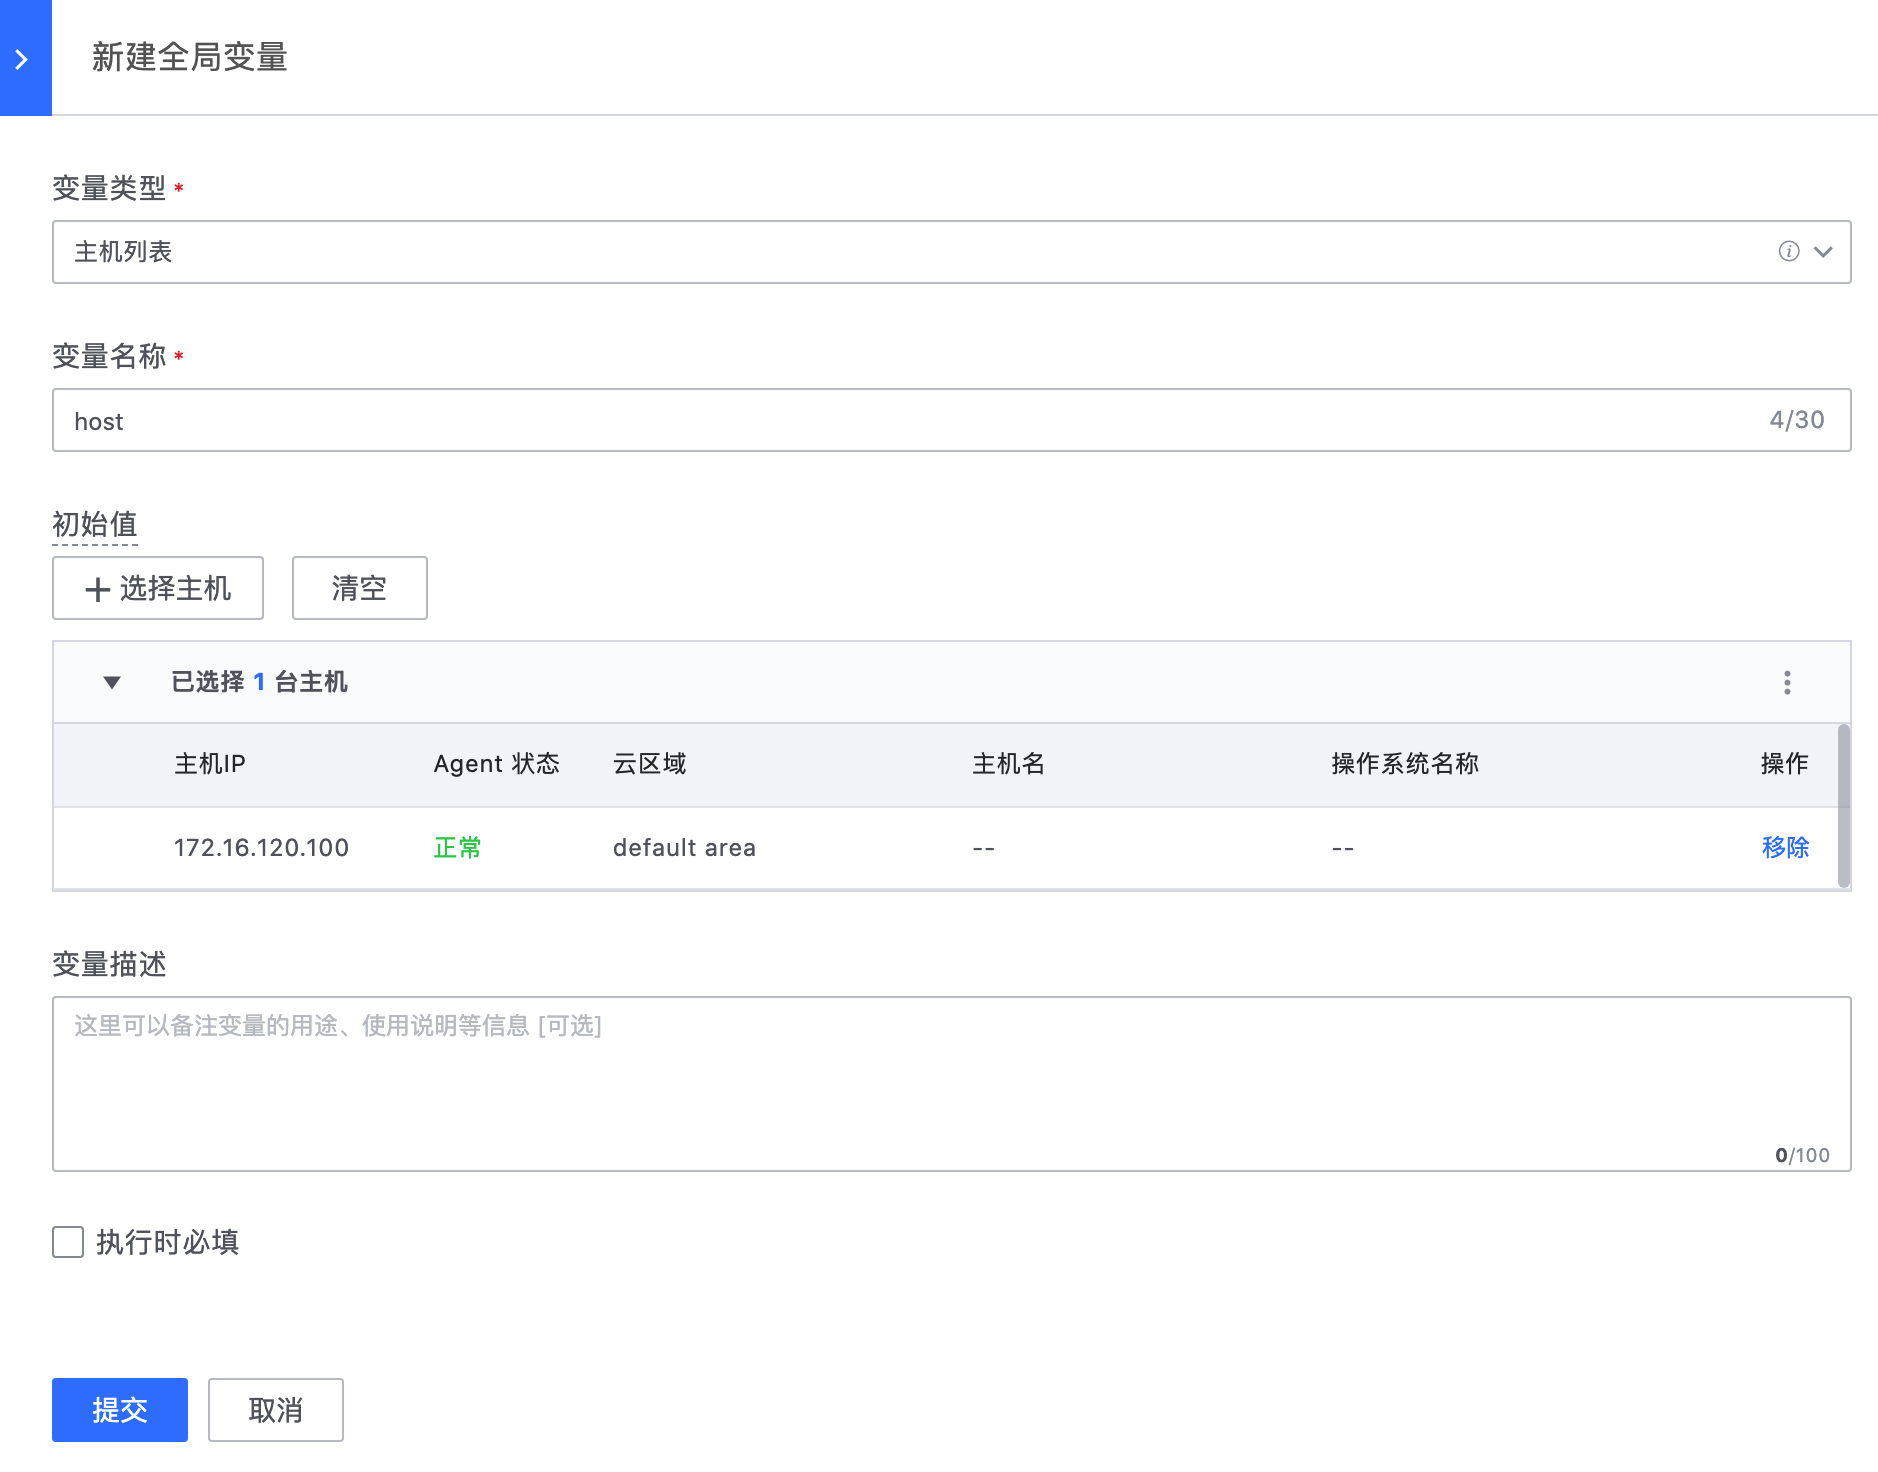 新建全局变量
变量类型 *
主机列表
变量名称 *
host 4/30
初始值
选择主机 清空
已选择 1 台主机
主机IP Agent 状态 云区域 主机名 操作系统名称 操作
172.16.120.100 正常 default area -- -- 移除
变量描述
这里可以备注变量的用途、使用说明等信息 [可选]
0/100
执行时必填
提交 取消